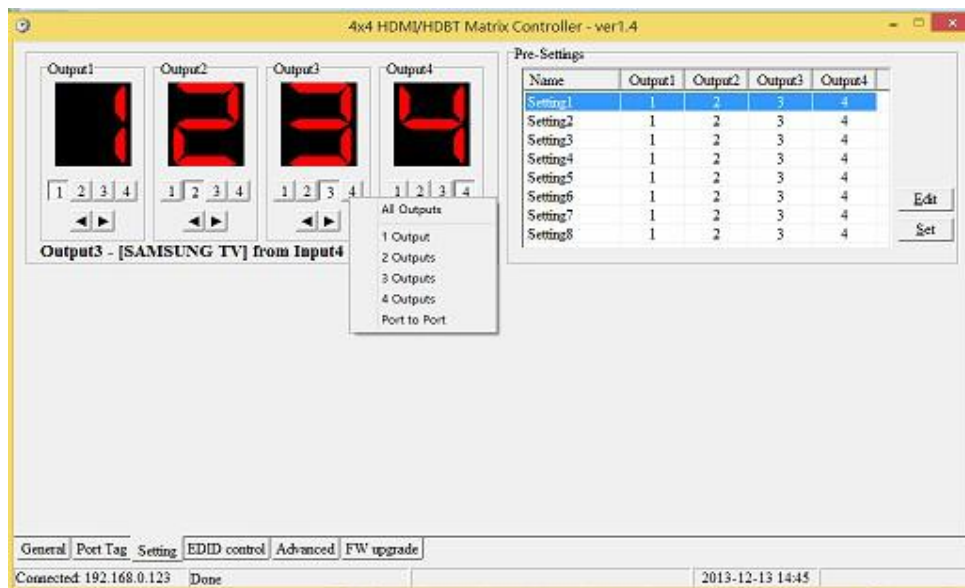 4x4 HDMI/HDBT Matrix Controller - ver1.4
Output1 Output2 Output3 Output4
1 2 3 4
1 2 3 4 1 2 3 4 1 2 3 4 1 2 3 4
Output3 - [SAMSUNG TV] from Input4
All Outputs
1 Output
2 Outputs
3 Outputs
4 Outputs
Port to Port
Pre-Settings
Name Output1 Output2 Output3 Output4
Setting1 1 2 3 4
Setting2 1 2 3 4
Setting3 1 2 3 4
Setting4 1 2 3 4
Setting5 1 2 3 4
Setting6 1 2 3 4
Setting7 1 2 3 4
Setting8 1 2 3 4
Edit
Set
General Port Tag Setting EDID control Advanced FW upgrade
Connected: 192.168.0.123 Done 2013-12-13 14:45